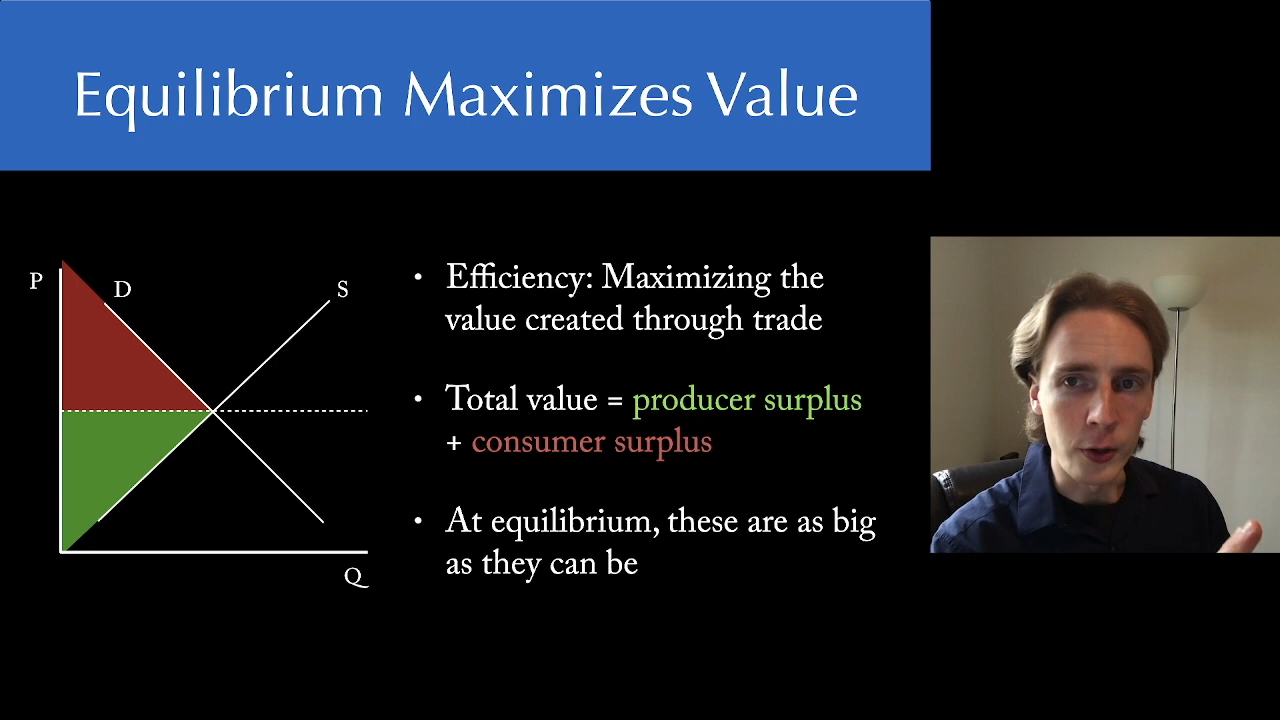 Equilibrium Maximizes Value
P
D
S
Q
• Efficiency: Maximizing the
value created through trade
• Total value = producer surplus
+ consumer surplus
• At equilibrium, these are as big
as they can be